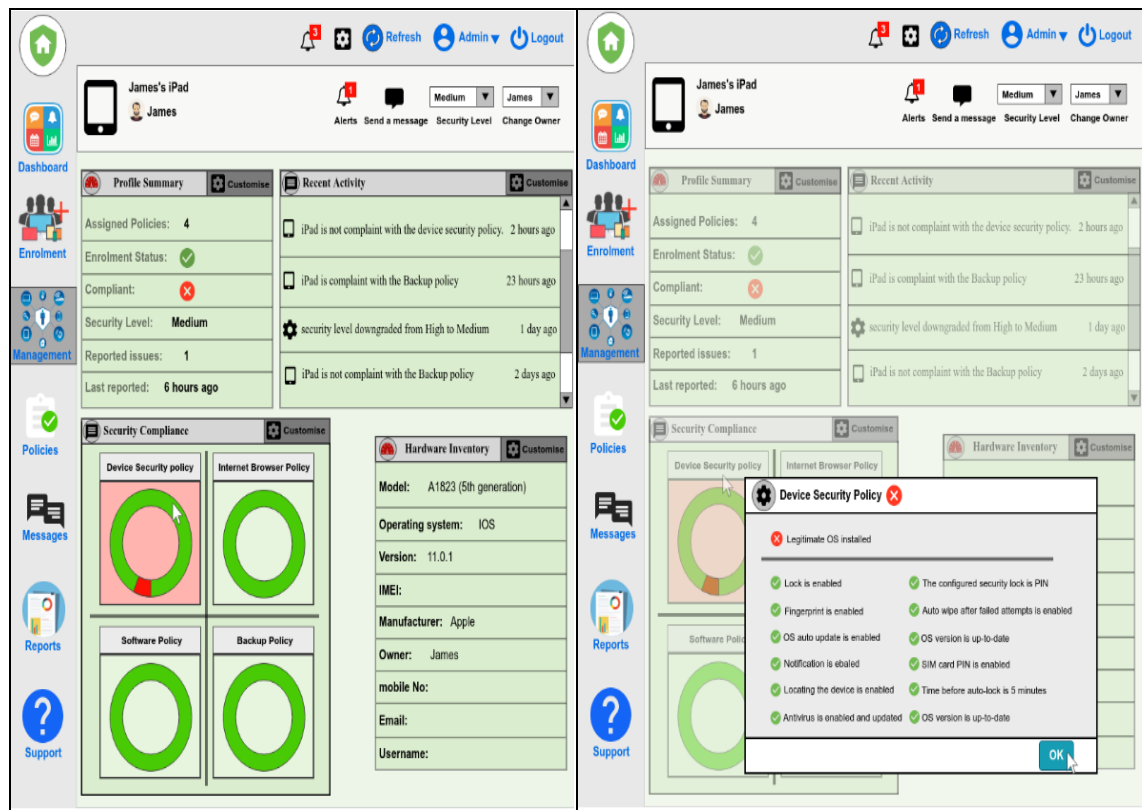 3
Refresh
Admin
Logout
James's iPad
James
1
Medium
James
Alerts
Send a message
Security Level
Change Owner
Dashboard
Enrolment
Management
Policies
Messages
Reports
Support
Profile Summary
Customise
Assigned Policies: 4
Enrolment Status:
Compliant:
Security Level: Medium
Reported issues: 1
Last reported: 6 hours ago
Recent Activity
Customise
iPad is not complaint with the device security policy. 2 hours ago
iPad is complaint with the Backup policy 23 hours ago
security level downgraded from High to Medium 1 day ago
iPad is not complaint with the Backup policy 2 days ago
Security Compliance
Customise
Device Security policy
Internet Browser Policy
Software Policy
Backup Policy
Hardware Inventory
Customise
Model: A1823 (5th generation)
Operating system: IOS
Version: 11.0.1
IMEI:
Manufacturer: Apple
Owner: James
mobile No:
Email:
Username:
3
Refresh
Admin
Logout
James's iPad
James
1
Medium
James
Alerts
Send a message
Security Level
Change Owner
Dashboard
Enrolment
Management
Policies
Messages
Reports
Support
Profile Summary
Customise
Assigned Policies: 4
Enrolment Status:
Compliant:
Security Level: Medium
Reported issues: 1
Last reported: 6 hours ago
Recent Activity
Customise
iPad is not complaint with the device security policy. 2 hours ago
iPad is complaint with the Backup policy 23 hours ago
security level downgraded from High to Medium 1 day ago
iPad is not complaint with the Backup policy 2 days ago
Security Compliance
Customise
Device Security policy
Internet Browser Policy
Software Polic
Hardware Inventory
Customise
Device Security Policy
Legitimate OS installed
Lock is enabled
The configured security lock is PIN
Fingerprint is enabled
Auto wipe after failed attempts is enabled
OS auto update is enabled
OS version is up-to-date
Notification is ebaled
SIM card PIN is enabled
Locating the device is enabled
Time before auto-lock is 5 minutes
Antivirus is enabled and updated
OS version is up-to-date
OK